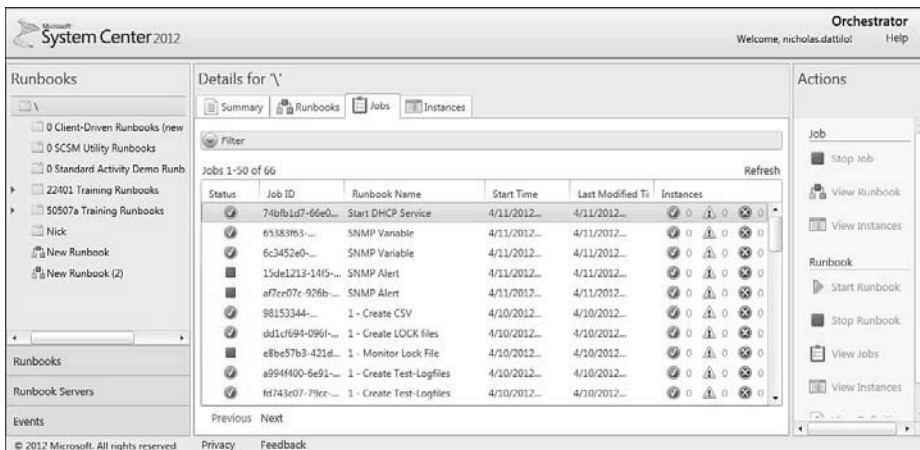 Microsoft
System Center 2012
Orchestrator
Welcome, nicholas.dattilo! Help
Runbooks
\
0 Client-Driven Runbooks (new
0 SCSM Utility Runbooks
0 Standard Activity Demo Runb
22401 Training Runbooks
50507a Training Runbooks
Nick
New Runbook
New Runbook (2)
Runbooks
Runbook Servers
Events
Details for '\'
Summary Runbooks Jobs Instances
Filter
Jobs 1-50 of 66 Refresh
Status Job ID Runbook Name Start Time Last Modified Ti Instances
74bfb1d7-66e0... Start DHCP Service 4/11/2012... 4/11/2012... 0 0 0
65383f63-... SNMP Variable 4/11/2012... 4/11/2012... 0 0 0
6c3452e0-... SNMP Variable 4/11/2012... 4/11/2012... 0 0 0
15de1213-14f5-... SNMP Alert 4/11/2012... 4/11/2012... 0 0 0
af7ce07c-926b-... SNMP Alert 4/11/2012... 4/11/2012... 0 0 0
98153344-... 1 - Create CSV 4/10/2012... 4/10/2012... 0 0 0
dd1cf694-096f-... 1 - Create LOCK files 4/10/2012... 4/10/2012... 0 0 0
e8be57b3-421d... 1 - Monitor Lock File 4/10/2012... 4/10/2012... 0 0 0
a994f400-6e91-... 1 - Create Test-Logfiles 4/10/2012... 4/10/2012... 0 0 0
fd743c07-79cc-... 1 - Create Test-Logfiles 4/10/2012... 4/10/2012... 0 0 0
Previous Next
Actions
Job
Stop Job
View Runbook
View Instances
Runbook
Start Runbook
Stop Runbook
View Jobs
View Instances
© 2012 Microsoft. All rights reserved Privacy Feedback